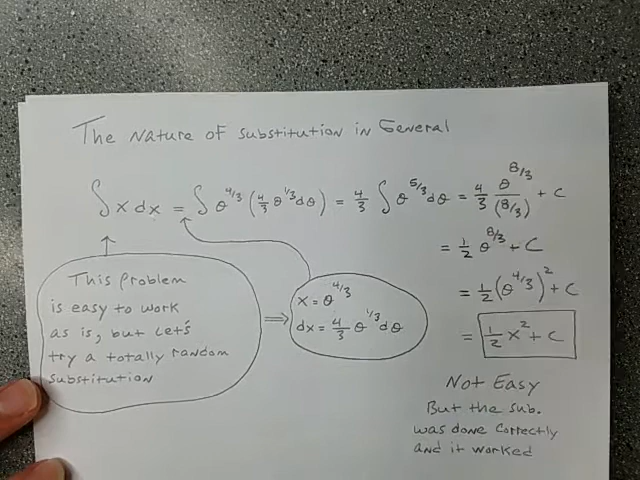 The Nature of Substitution in General
∫ x dx = ∫ θ^4/3 (4/3 θ^1/3 dθ) = 4/3 ∫ θ^5/3 dθ = 4/3 θ^8/3/(8/3) + C
= 1/2 θ^8/3 + C
= 1/2 (θ^4/3)^2 + C
= 1/2 x^2 + C
This Problem
is easy to work
as is, but Let's
try a totally random
substitution
⇒
x = θ^4/3
dx = 4/3 θ^1/3 dθ
Not Easy
But the sub.
was done correctly
and it worked